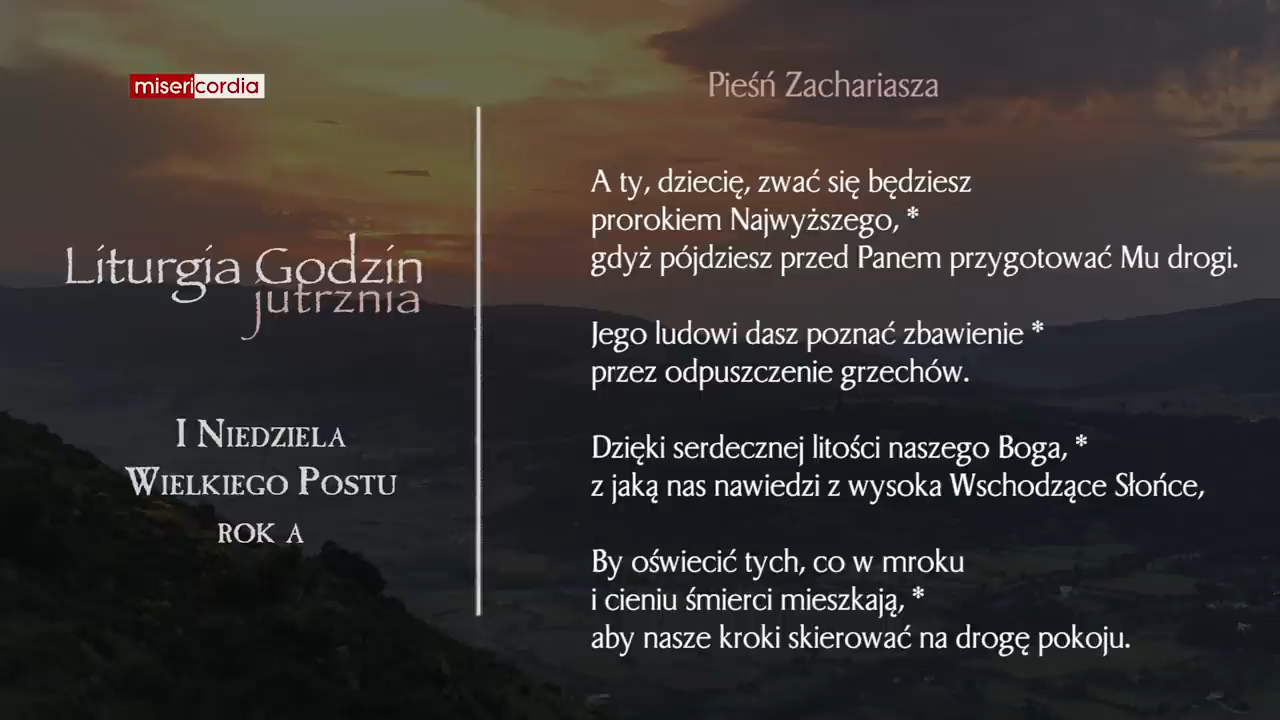 misericordia
Liturgia Godzin
jutrznia
I Niedziela
Wielkiego Postu
rok A
Pieśń Zachariasza
A ty, dziecię, zwać się będziesz
prorokiem Najwyższego, *
gdyż pójdziesz przed Panem przygotować Mu drogi.
Jego ludowi dasz poznać zbawienie *
przez odpuszczenie grzechów.
Dzięki serdecznej litości naszego Boga, *
z jaką nas nawiedzi z wysoka Wschodzące Słońce,
By oświecić tych, co w mroku
i cieniu śmierci mieszkają, *
aby nasze kroki skierować na drogę pokoju.